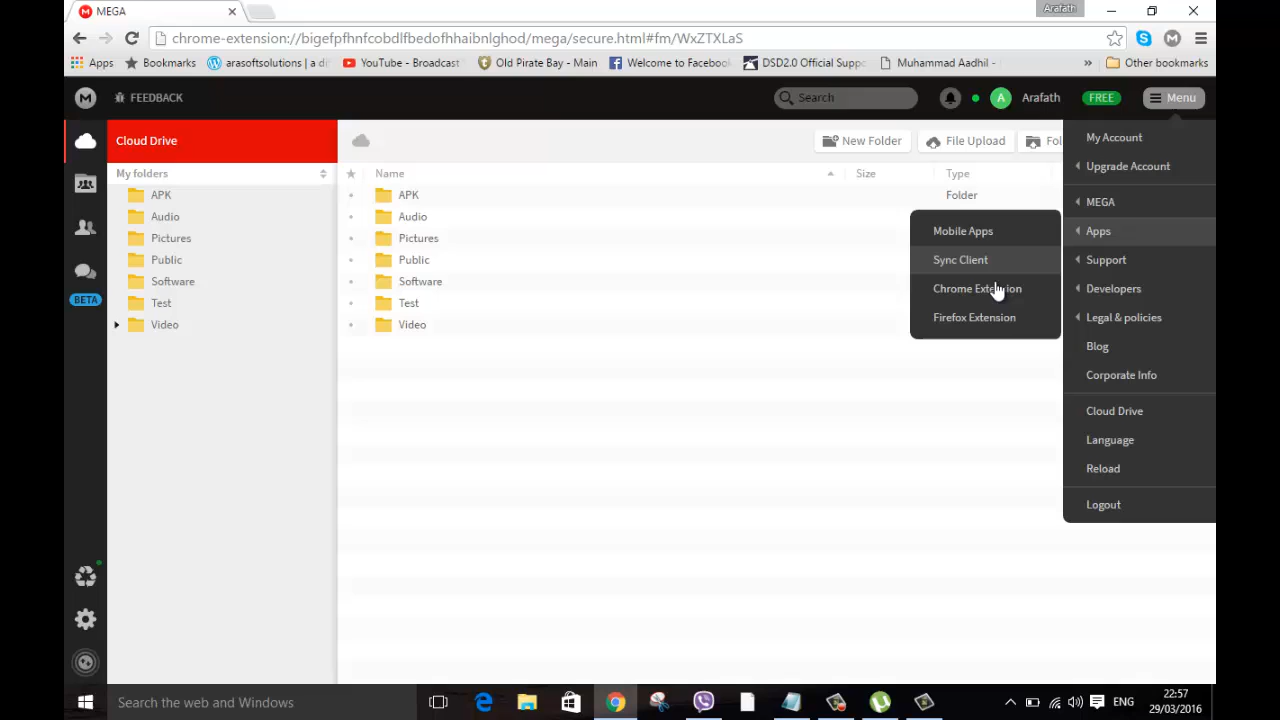 MEGA
Arafath
chrome-extension://bigefpfhnfcobdlfbedofhhaibnlghod/mega/secure.html#fm/WxZTXLaS
Apps Bookmarks arasoftsolutions | a di YouTube - Broadcast Old Pirate Bay - Main Welcome to Facebook DSD2.0 Official Supp Muhammad Aadhil - » Other bookmarks
M FEEDBACK Search A Arafath FREE Menu
Cloud Drive New Folder File Upload Fol
My folders Name Size Type
APK APK Folder
Audio Audio
Pictures Pictures
Public Public
Software Software
Test Test
Video Video
BETA
Mobile Apps
Sync Client
Chrome Extension
Firefox Extension
My Account
Upgrade Account
MEGA
Apps
Support
Developers
Legal & policies
Blog
Corporate Info
Cloud Drive
Language
Reload
Logout
Search the web and Windows ENG 22:57
29/03/2016